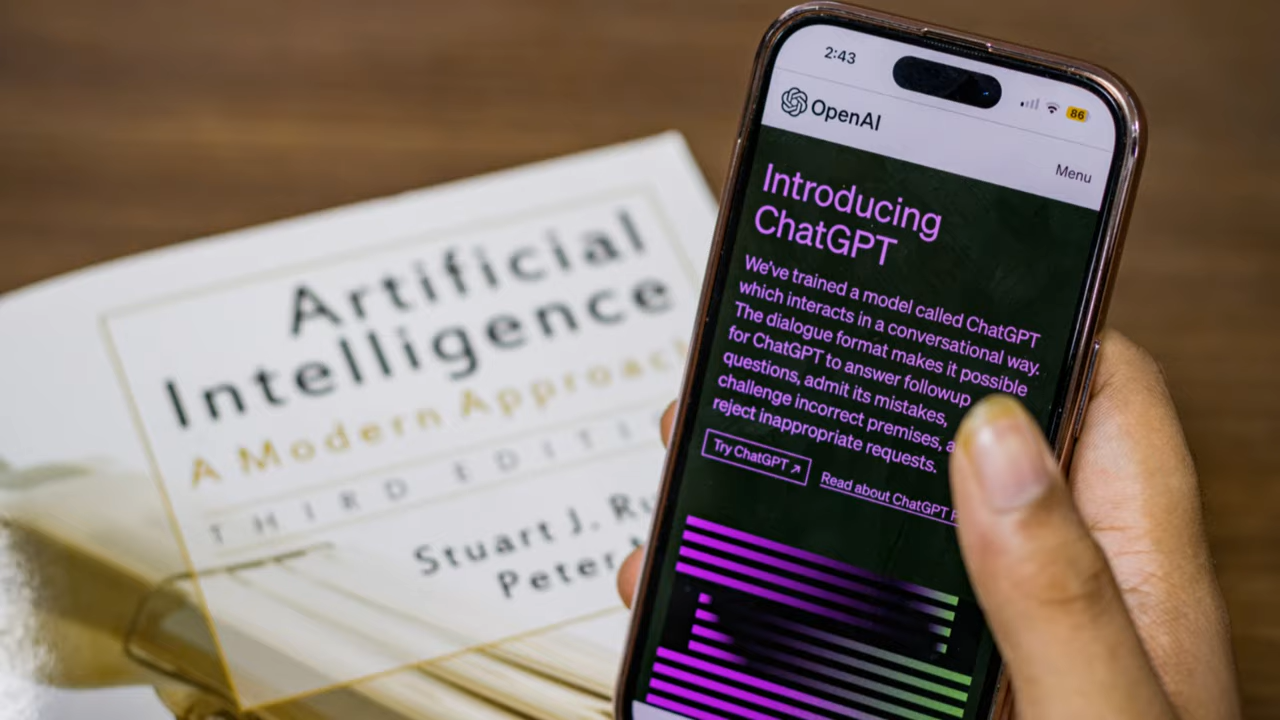 Artificial
Intelligence
A Modern Approach
THIRD
Stuart J.
Peter
2:43
86
OpenAI
Menu
Introducing
ChatGPT
We've trained a model called ChatGPT
which interacts in a conversational way.
The dialogue format makes it possible
for ChatGPT to answer followup
questions, admit its mistakes,
challenge incorrect premises,
reject inappropriate requests.
Try ChatGPT ↗
Read about ChatGPT